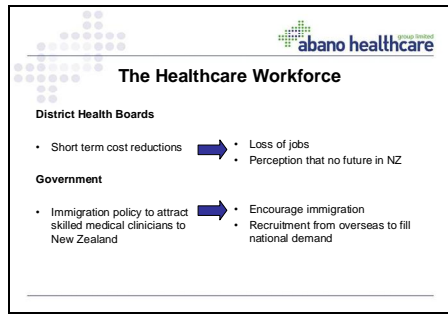 group limited
abano healthcare
The Healthcare Workforce
District Health Boards
• Short term cost reductions
• Loss of jobs
• Perception that no future in NZ
Government
• Immigration policy to attract
skilled medical clinicians to
New Zealand
• Encourage immigration
• Recruitment from overseas to fill
national demand